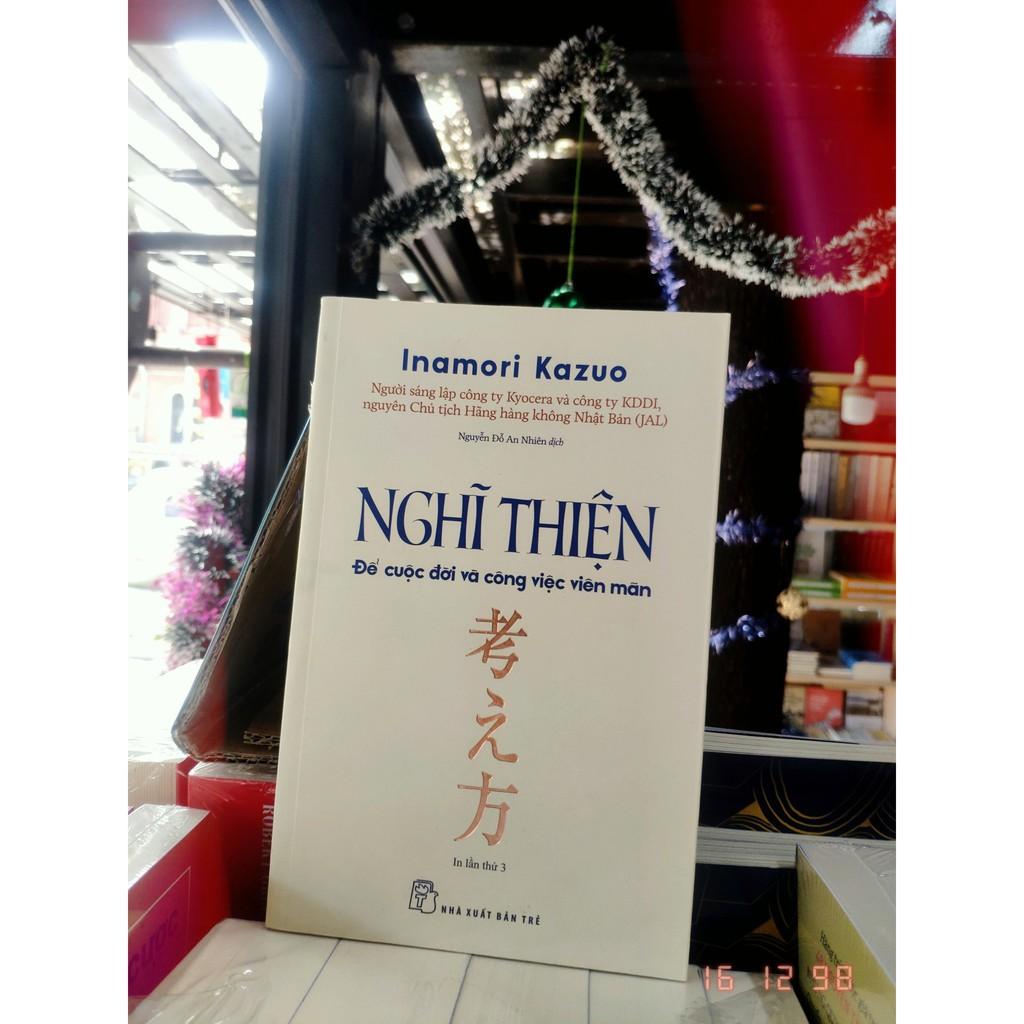 Inamori Kazuo
Người sáng lập công ty Kyocera và công ty KDDI,
nguyên Chủ tịch Hãng hàng không Nhật Bản (JAL)
Nguyễn Đỗ An Nhiên dịch
NGHĨ THIỆN
Để cuộc đời và công việc viên mãn
考え方
In lần thứ 3
NHÀ XUẤT BẢN TRẺ
CUỘC
16 12 98